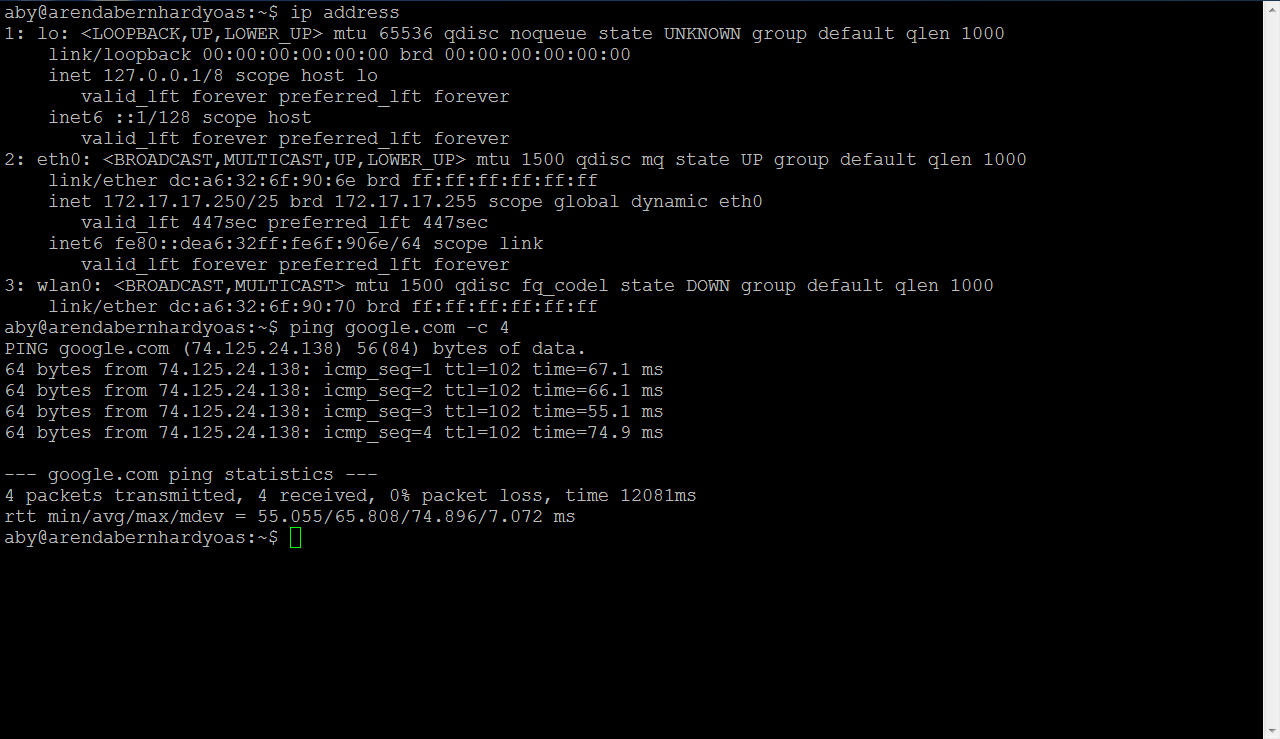 aby@arendabernhardyoas:~$ ip address
1: lo: <LOOPBACK,UP,LOWER_UP> mtu 65536 qdisc noqueue state UNKNOWN group default qlen 1000
    link/loopback 00:00:00:00:00:00 brd 00:00:00:00:00:00
    inet 127.0.0.1/8 scope host lo
       valid_lft forever preferred_lft forever
    inet6 ::1/128 scope host
       valid_lft forever preferred_lft forever
2: eth0: <BROADCAST,MULTICAST,UP,LOWER_UP> mtu 1500 qdisc mq state UP group default qlen 1000
    link/ether dc:a6:32:6f:90:6e brd ff:ff:ff:ff:ff:ff
    inet 172.17.17.250/25 brd 172.17.17.255 scope global dynamic eth0
       valid_lft 447sec preferred_lft 447sec
    inet6 fe80::dea6:32ff:fe6f:906e/64 scope link
       valid_lft forever preferred_lft forever
3: wlan0: <BROADCAST,MULTICAST> mtu 1500 qdisc fq_codel state DOWN group default qlen 1000
    link/ether dc:a6:32:6f:90:70 brd ff:ff:ff:ff:ff:ff
aby@arendabernhardyoas:~$ ping google.com -c 4
PING google.com (74.125.24.138) 56(84) bytes of data.
64 bytes from 74.125.24.138: icmp_seq=1 ttl=102 time=67.1 ms
64 bytes from 74.125.24.138: icmp_seq=2 ttl=102 time=66.1 ms
64 bytes from 74.125.24.138: icmp_seq=3 ttl=102 time=55.1 ms
64 bytes from 74.125.24.138: icmp_seq=4 ttl=102 time=74.9 ms

--- google.com ping statistics ---
4 packets transmitted, 4 received, 0% packet loss, time 12081ms
rtt min/avg/max/mdev = 55.055/65.808/74.896/7.072 ms
aby@arendabernhardyoas:~$